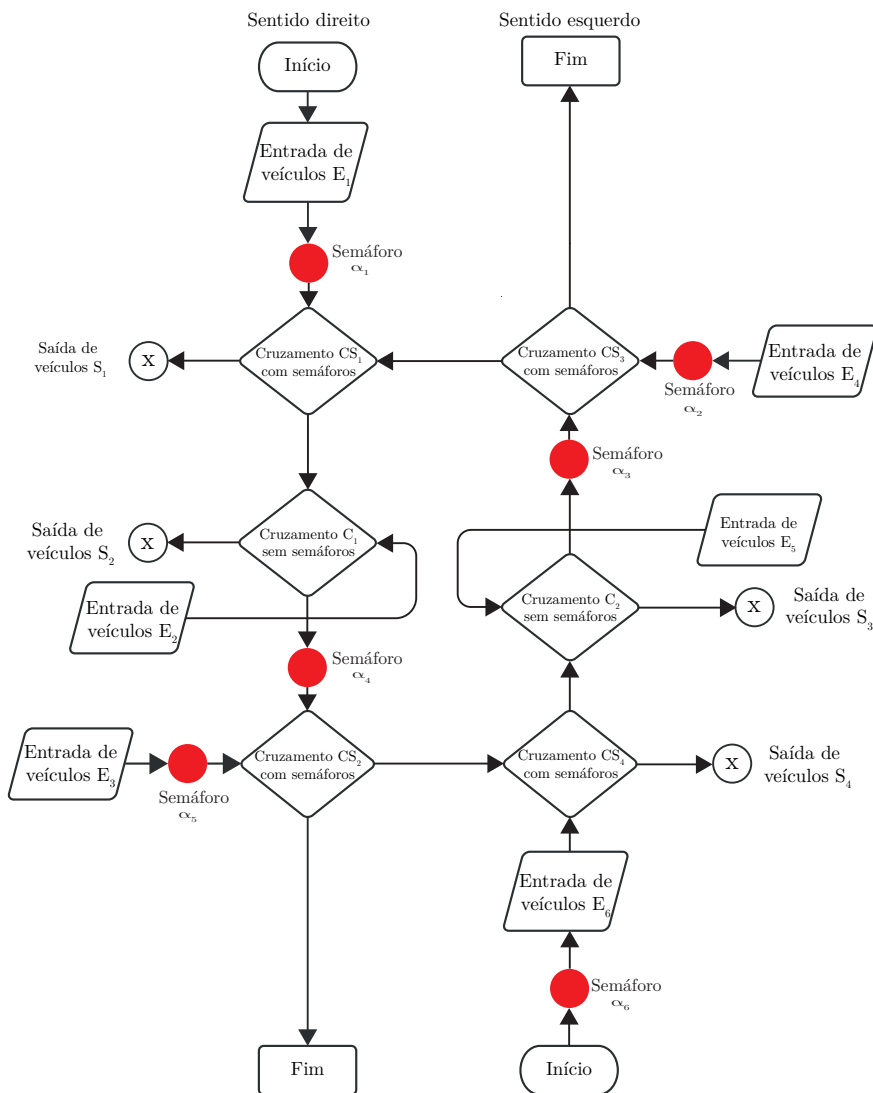 Sentido direito
Sentido esquerdo
Início
Fim
Entrada de
veículos E₁
Semáforo
α₁
Saída de
veículos S₁
X
Cruzamento CS₁
com semáforos
Cruzamento CS₃
com semáforos
Semáforo
α₂
Entrada de
veículos E₄
Semáforo
α₃
Saída de
veículos S₂
X
Cruzamento C₁
sem semáforos
Entrada de
veículos E₅
Entrada de
veículos E₂
Cruzamento C₂
sem semáforos
X
Saída de
veículos S₃
Semáforo
α₄
Entrada de
veículos E₃
Semáforo
α₅
Cruzamento CS₂
com semáforos
Cruzamento CS₄
com semáforos
X
Saída de
veículos S₄
Entrada de
veículos E₆
Semáforo
α₆
Fim
Início